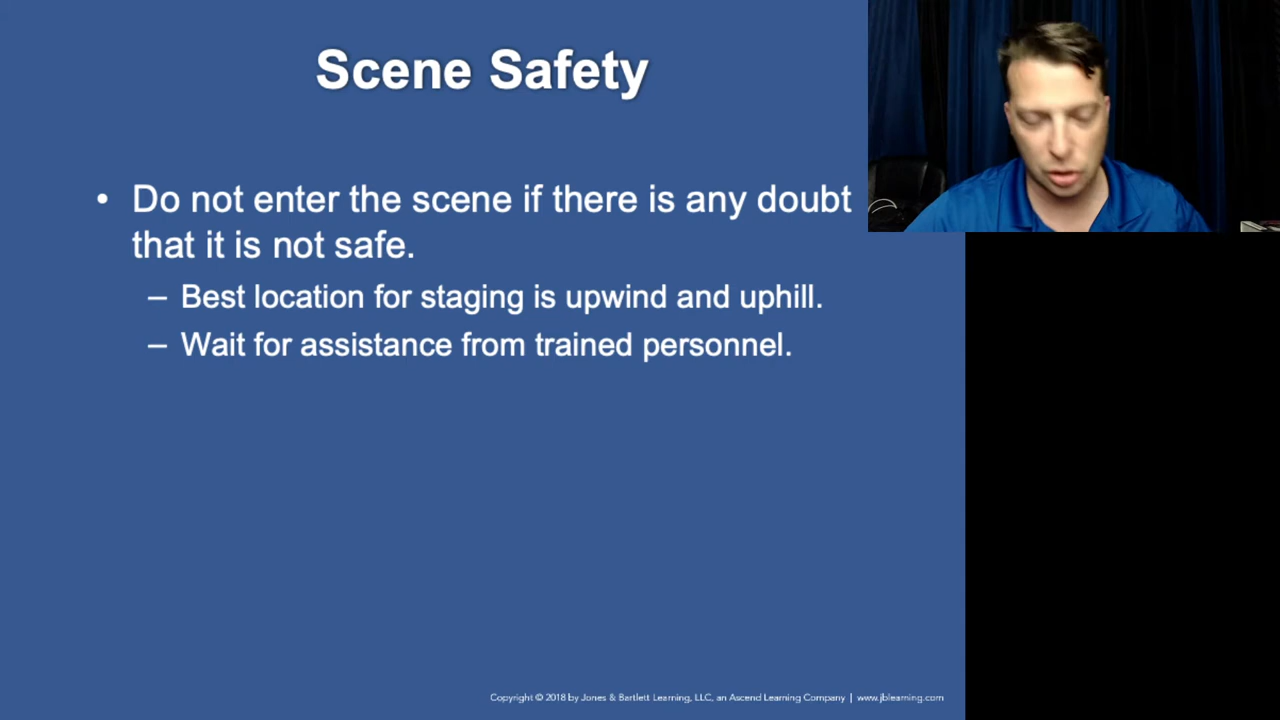 Scene Safety
• Do not enter the scene if there is any doubt
that it is not safe.
– Best location for staging is upwind and uphill.
– Wait for assistance from trained personnel.
Copyright © 2018 by Jones & Bartlett Learning, LLC, an Ascend Learning Company | www.jblearning.com